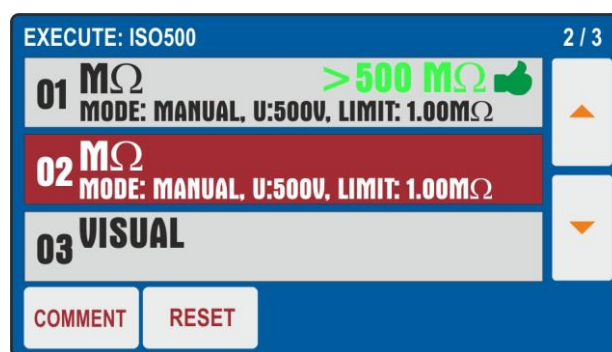 EXECUTE: ISO500 2 / 3
01 MΩ >500 MΩ
MODE: MANUAL, U:500V, LIMIT: 1.00MΩ
02 MΩ
MODE: MANUAL, U:500V, LIMIT: 1.00MΩ
03 VISUAL
COMMENT RESET